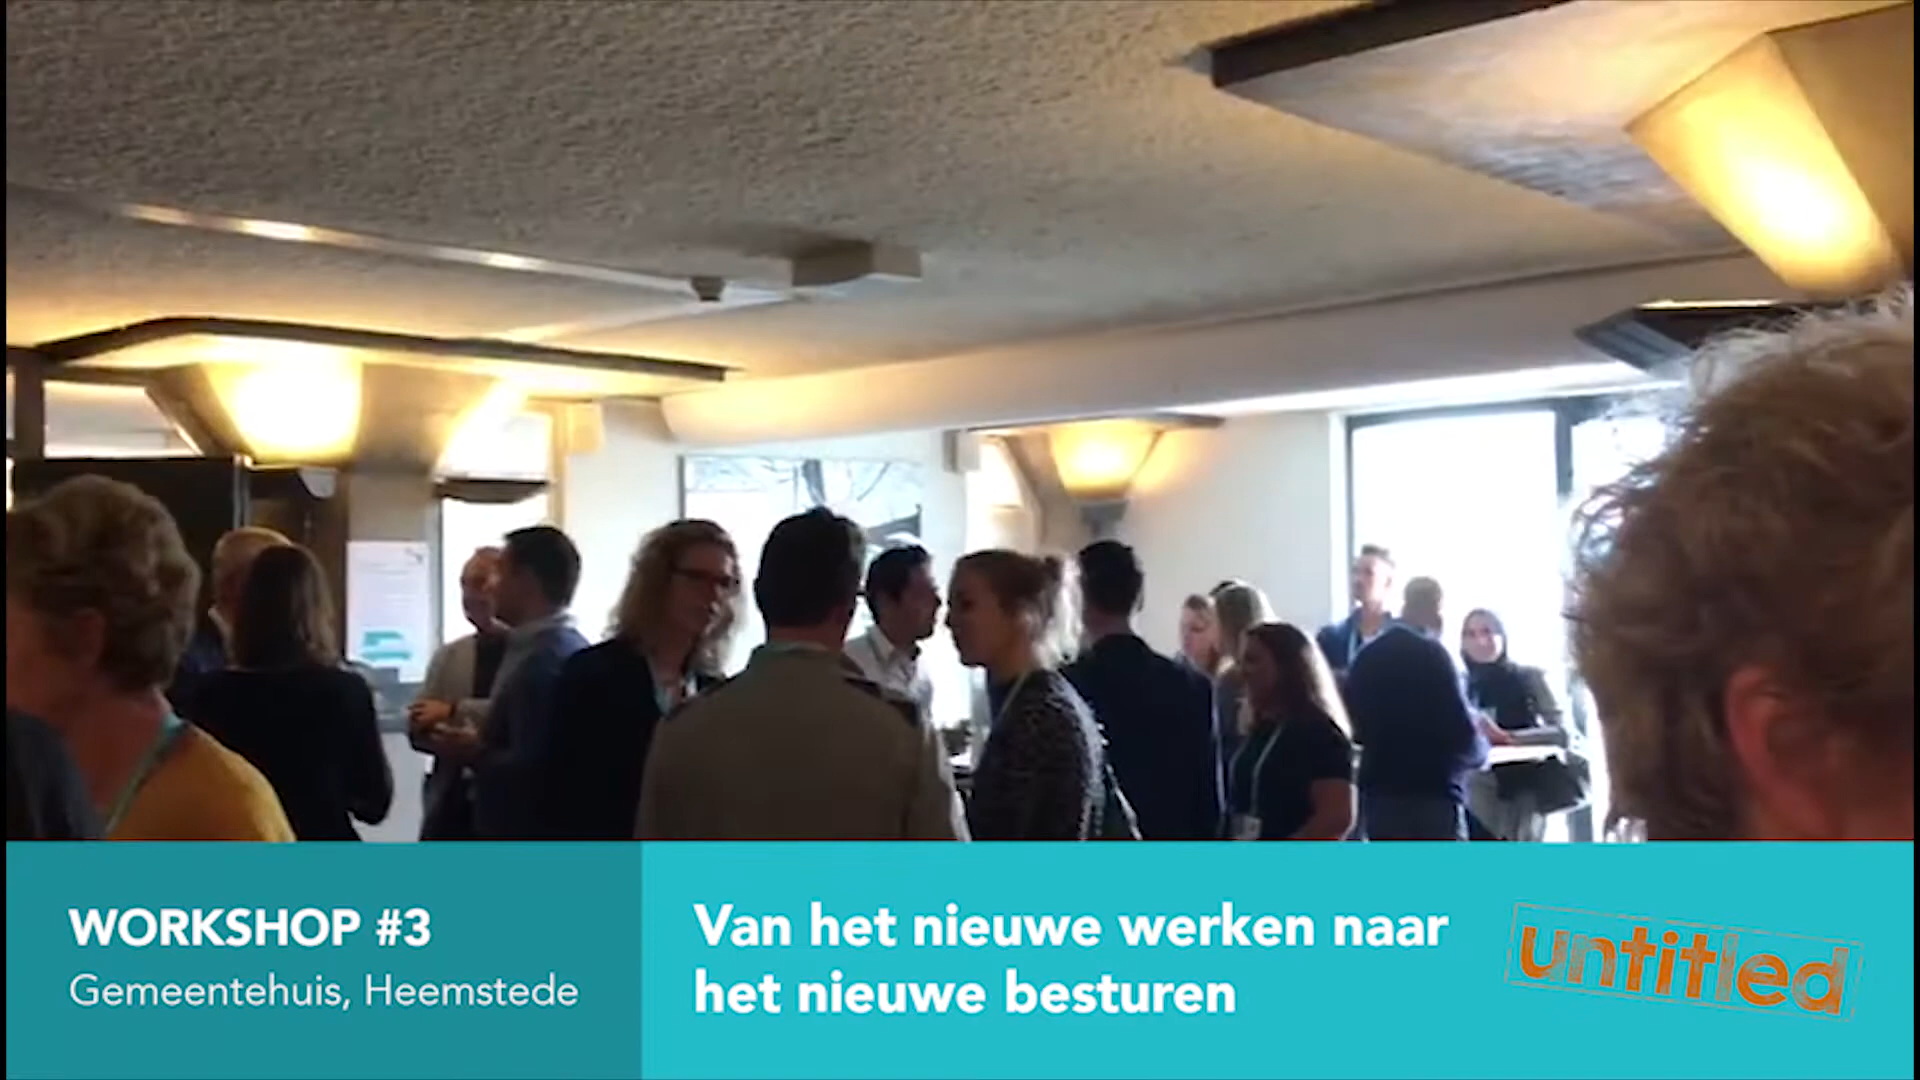 WORKSHOP #3
Gemeentehuis, Heemstede
Van het nieuwe werken naar
het nieuwe besturen
untitled